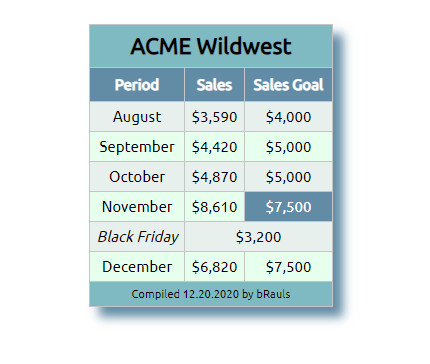 ACME Wildwest
Period Sales Sales Goal
August $3,590 $4,000
September $4,420 $5,000
October $4,870 $5,000
November $8,610 $7,500
Black Friday $3,200
December $6,820 $7,500
Compiled 12.20.2020 by bRauls